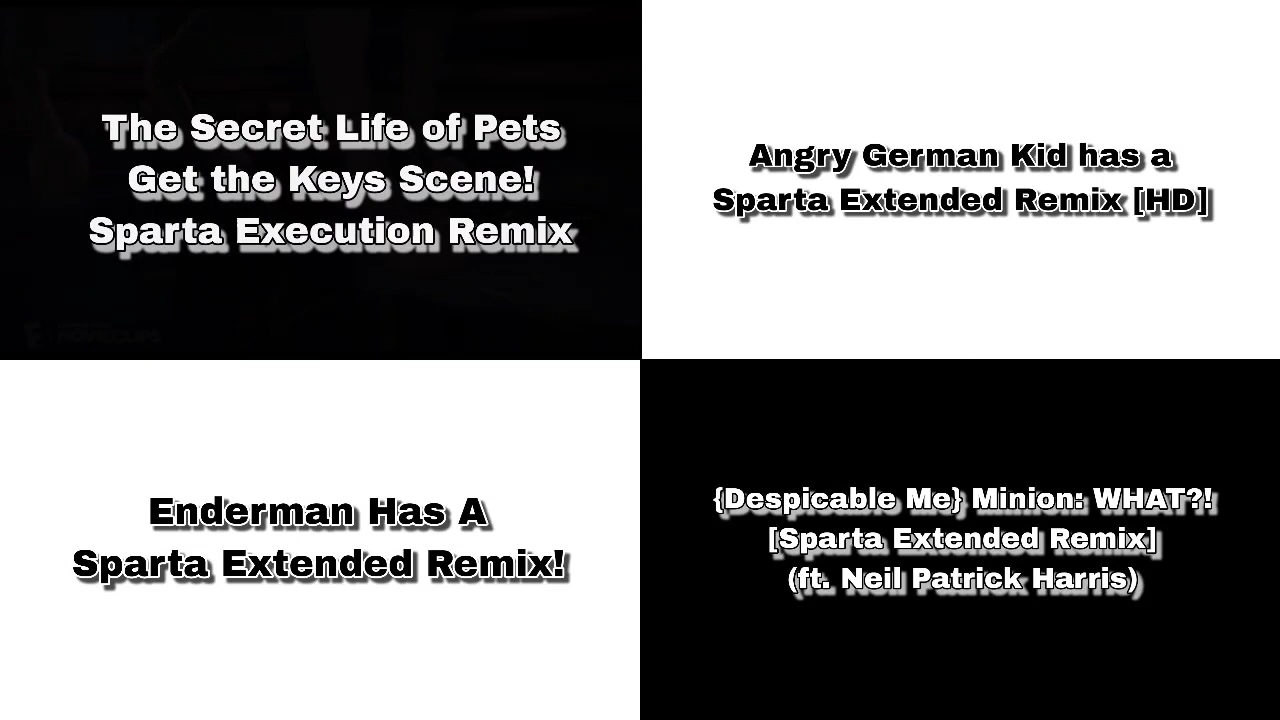 The Secret Life of Pets
Get the Keys Scene!
Sparta Execution Remix
MOVIECLIPS
Angry German Kid has a
Sparta Extended Remix [HD]
Enderman Has A
Sparta Extended Remix!
{Despicable Me} Minion: WHAT?!
[Sparta Extended Remix]
(ft. Neil Patrick Harris)